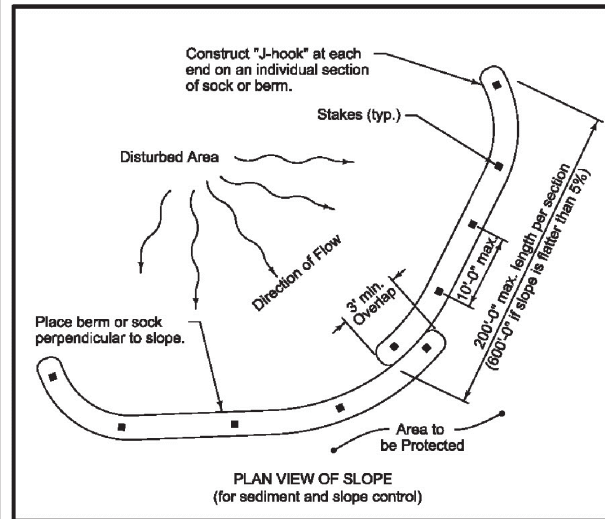 Construct "J-hook" at each
end on an individual section
of sock or berm.
Stakes (typ.)
Disturbed Area
Direction of Flow
3' min.
Overlap
10'-0" max.
200'-0" max. length per section
(600'-0" if slope is flatter than 5%)
Place berm or sock
perpendicular to slope.
Area to
be Protected
PLAN VIEW OF SLOPE
(for sediment and slope control)